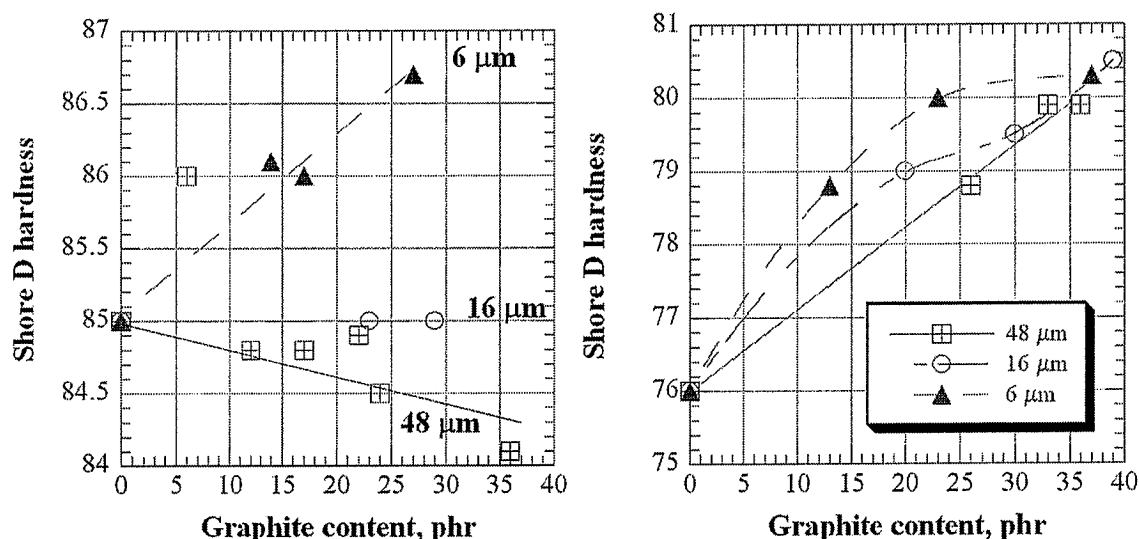 87
86.5
86
85.5
85
84.5
84
6 µm
16 µm
48 µm
0 5 10 15 20 25 30 35 40
Graphite content, phr
Shore D hardness
81
80
79
78
77
76
75
48 µm
16 µm
6 µm
0 5 10 15 20 25 30 35 40
Graphite content, phr
Shore D hardness